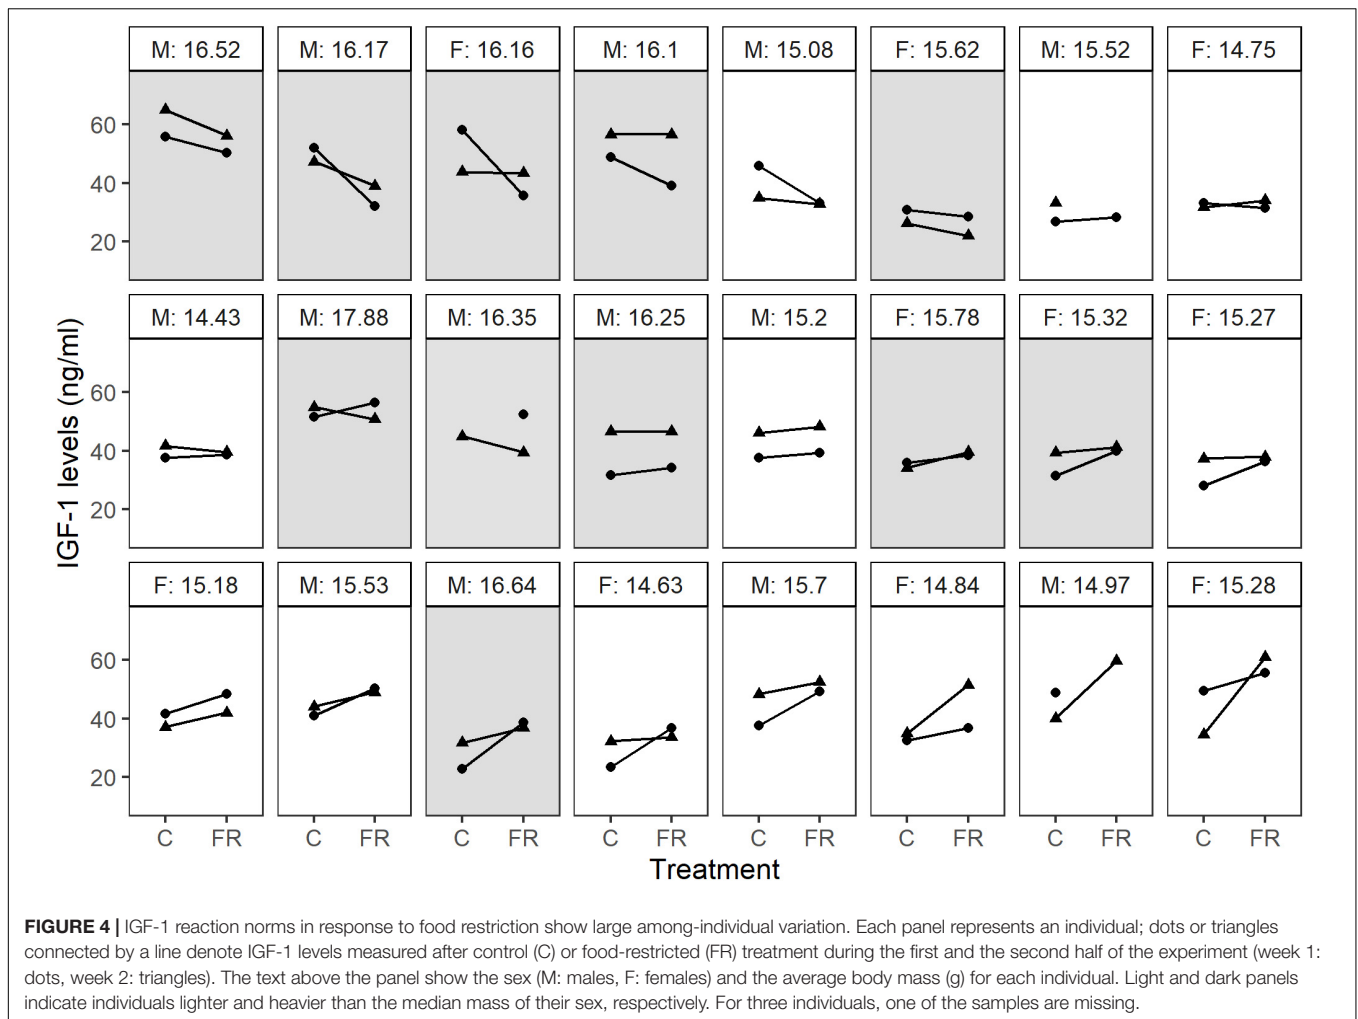 M: 16.52 M: 16.17 F: 16.16 M: 16.1 M: 15.08 F: 15.62 M: 15.52 F: 14.75
60
40
20
M: 14.43 M: 17.88 M: 16.35 M: 16.25 M: 15.2 F: 15.78 F: 15.32 F: 15.27
60
40
20
IGF-1 levels (ng/ml)
F: 15.18 M: 15.53 M: 16.64 F: 14.63 M: 15.7 F: 14.84 M: 14.97 F: 15.28
60
40
20
C FR C FR C FR C FR C FR C FR C FR C FR
Treatment
FIGURE 4 | IGF-1 reaction norms in response to food restriction show large among-individual variation. Each panel represents an individual; dots or triangles
connected by a line denote IGF-1 levels measured after control (C) or food-restricted (FR) treatment during the first and the second half of the experiment (week 1:
dots, week 2: triangles). The text above the panel show the sex (M: males, F: females) and the average body mass (g) for each individual. Light and dark panels
indicate individuals lighter and heavier than the median mass of their sex, respectively. For three individuals, one of the samples are missing.